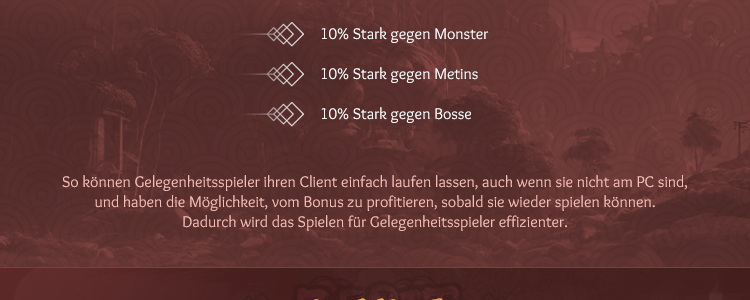 10% Stark gegen Monster
10% Stark gegen Metins
10% Stark gegen Bosse
So können Gelegenheitsspieler ihren Client einfach laufen lassen, auch wenn sie nicht am PC sind,
und haben die Möglichkeit, vom Bonus zu profitieren, sobald sie wieder spielen können.
Dadurch wird das Spielen für Gelegenheitsspieler effizienter.